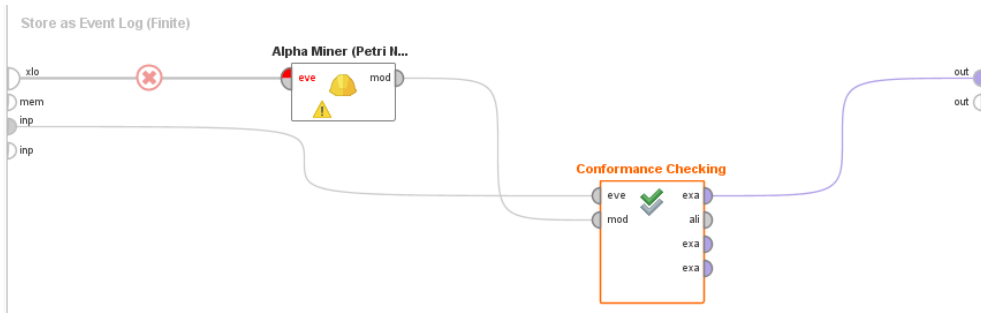 Store as Event Log (Finite)
Alpha Miner (Petri N...
xlo
eve
mod
out
mem
out
inp
inp
Conformance Checking
eve
exa
mod
ali
exa
exa